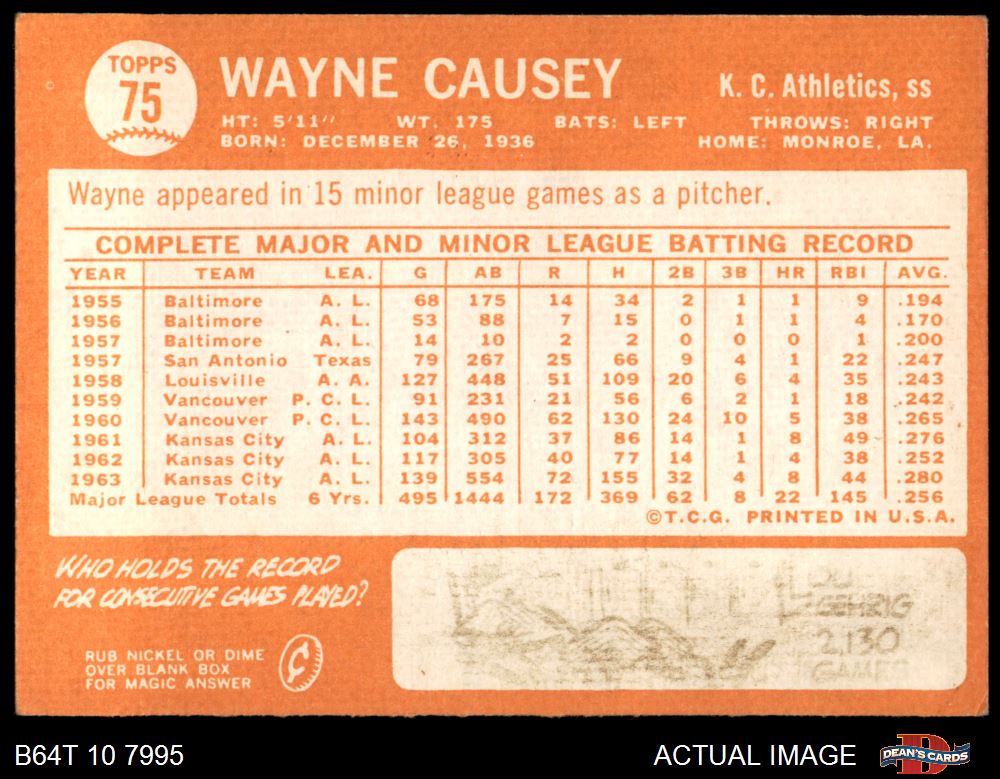 TOPPS
75
WAYNE CAUSEY
K. C. Athletics, ss
HT: 5'11" WT. 175 BATS: LEFT THROWS: RIGHT
BORN: DECEMBER 26, 1936 HOME: MONROE, LA.
Wayne appeared in 15 minor league games as a pitcher.
COMPLETE MAJOR AND MINOR LEAGUE BATTING RECORD
YEAR TEAM LEA. G AB R H 2B 3B HR RBI AVG.
1955 Baltimore A. L. 68 175 14 34 2 1 1 9 .194
1956 Baltimore A. L. 53 88 7 15 0 1 1 4 .170
1957 Baltimore A. L. 14 10 2 2 0 0 0 1 .200
1957 San Antonio Texas 79 267 25 66 9 4 1 22 .247
1958 Louisville A. A. 127 448 51 109 20 6 4 35 .243
1959 Vancouver P. C. L. 91 231 21 56 6 2 1 18 .242
1960 Vancouver P. C. L. 143 490 62 130 24 10 5 38 .265
1961 Kansas City A. L. 104 312 37 86 14 1 8 49 .276
1962 Kansas City A. L. 117 305 40 77 14 1 4 38 .252
1963 Kansas City A. L. 139 554 72 155 32 4 8 44 .280
Major League Totals 6 Yrs. 495 1444 172 369 62 8 22 145 .256
©T.C.G. PRINTED IN U.S.A.
WHO HOLDS THE RECORD
FOR CONSECUTIVE GAMES PLAYED?
RUB NICKEL OR DIME
OVER BLANK BOX
FOR MAGIC ANSWER
¢
LOU
GEHRIG
2,130
GAMES
B64T 10 7995
ACTUAL IMAGE
DEAN'S CARDS